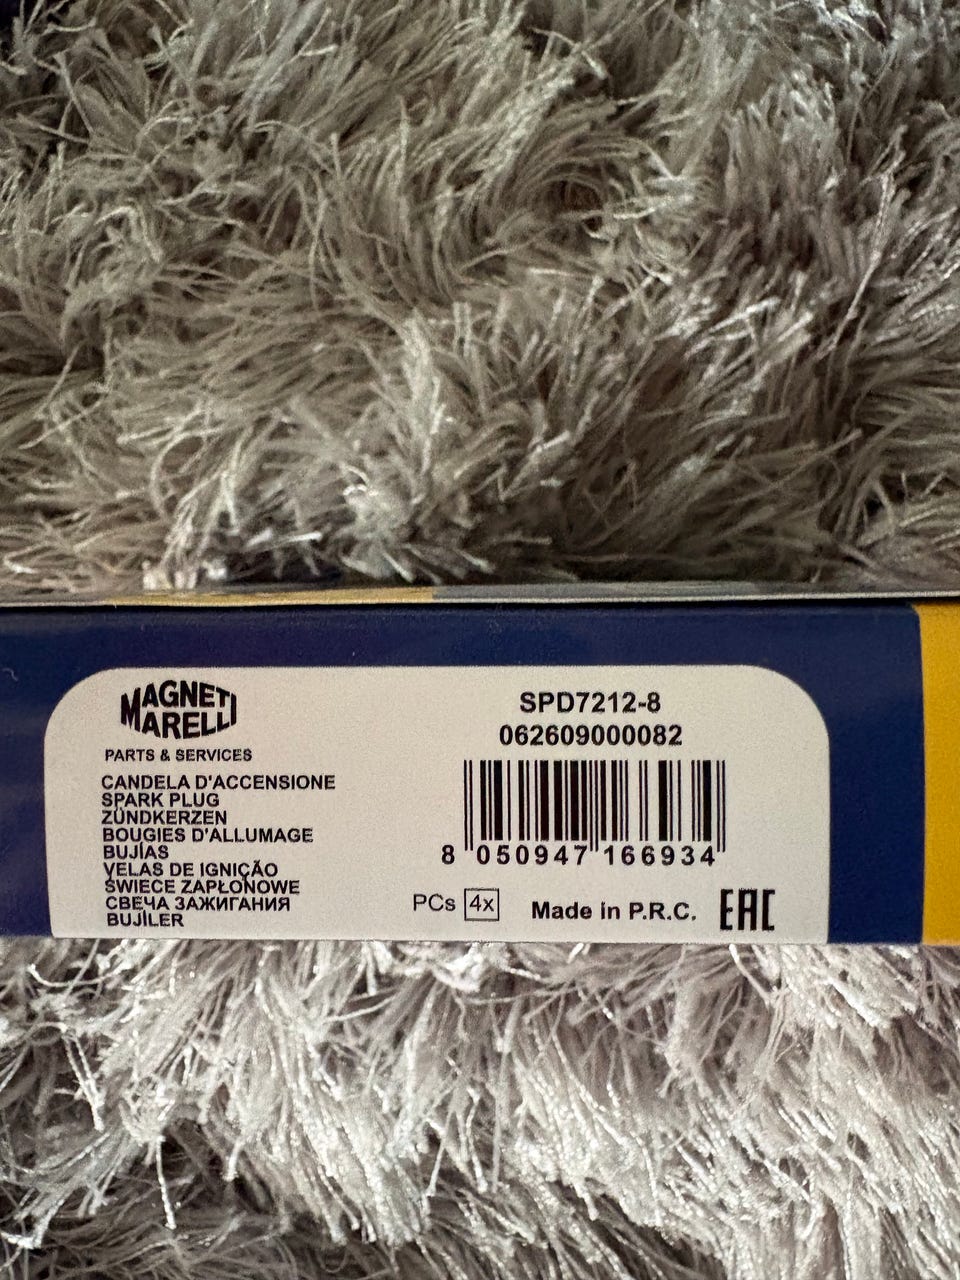 MAGNETI
MARELLI
PARTS & SERVICES
CANDELA D'ACCENSIONE
SPARK PLUG
ZÜNDKERZEN
BOUGIES D'ALLUMAGE
BUJÍAS
VELAS DE IGNIÇÃO
ŚWIECE ZAPŁONOWE
СВЕЧА ЗАЖИГАНИЯ
BUJİLER
SPD7212-8
062609000082
8 050947 166934
PCs 4x Made in P.R.C. EAC